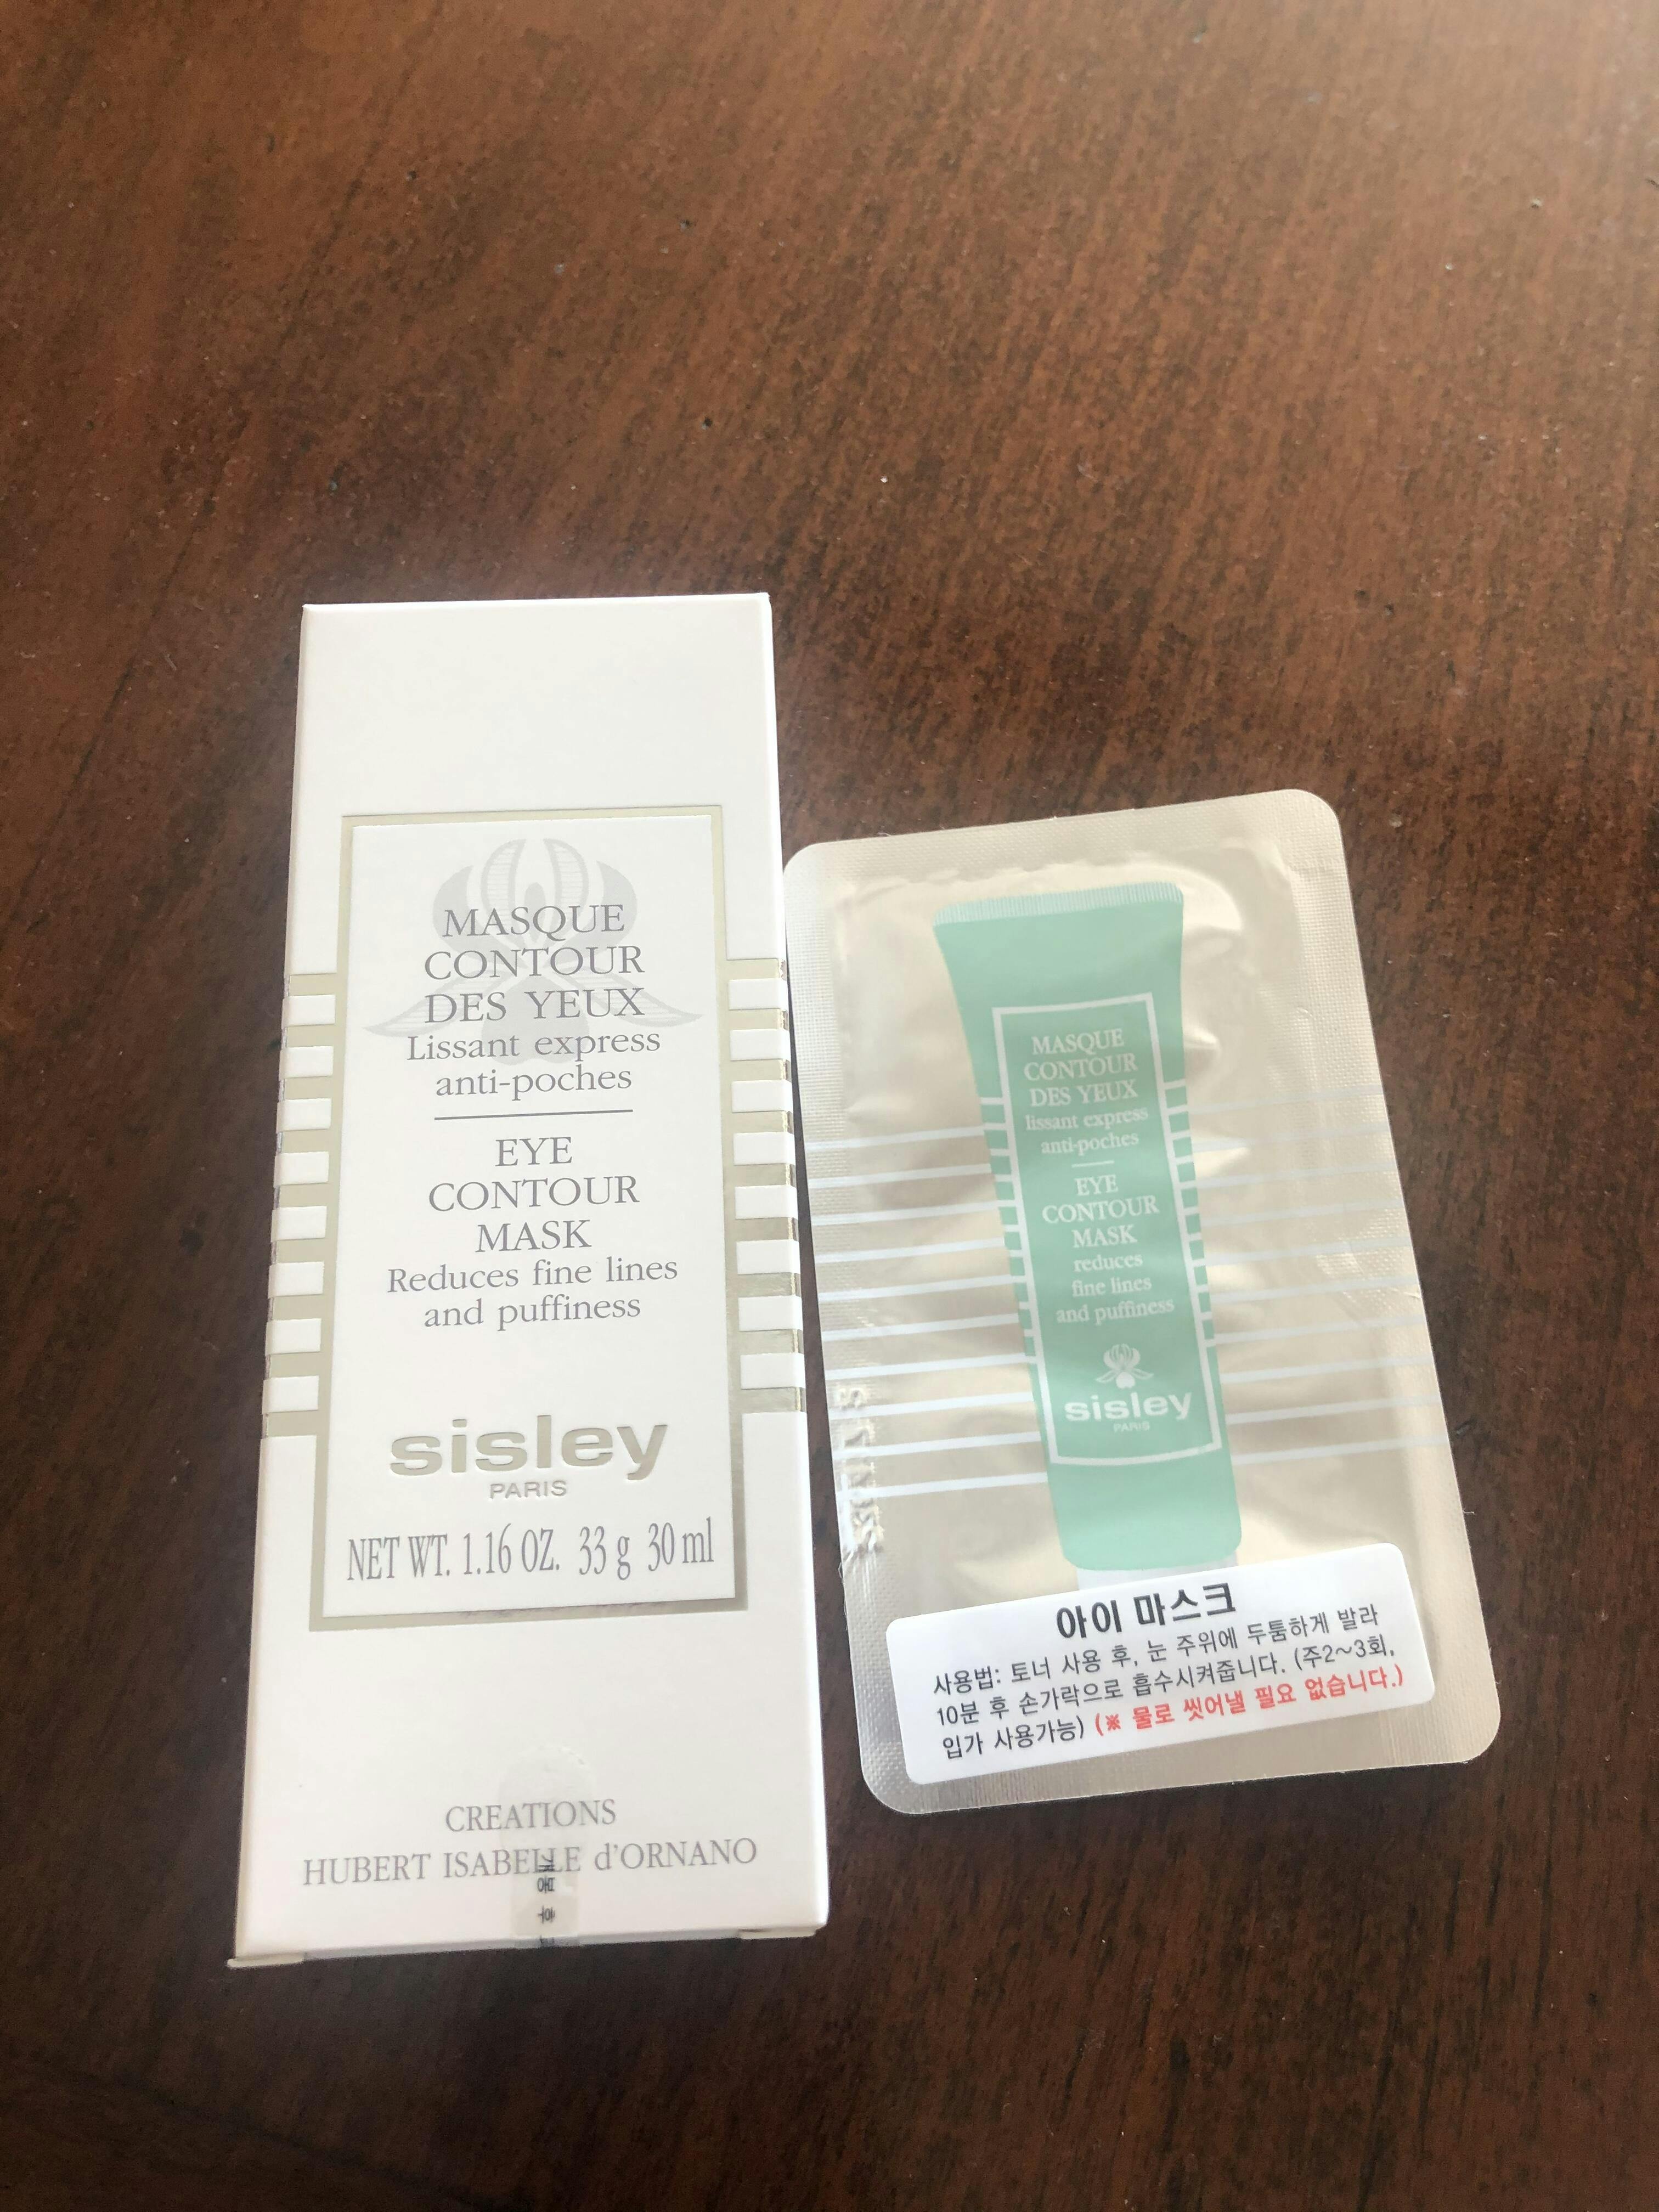 MASQUE
CONTOUR
DES YEUX
Lissant express
anti-poches
EYE
CONTOUR
MASK
Reduces fine lines
and puffiness
sisley
PARIS
NET WT. 1.16 OZ. 33 g 30 ml
CREATIONS
HUBERT ISABELLE d'ORNANO
개봉 후
MASQUE
CONTOUR
DES YEUX
lissant express
anti-poches
EYE
CONTOUR
MASK
reduces
fine lines
and puffiness
sisley
PARIS
아이 마스크
사용법: 토너 사용 후, 눈 주위에 두툼하게 발라
10분 후 손가락으로 흡수시켜줍니다. (주2~3회,
입가 사용가능) (※ 물로 씻어낼 필요 없습니다.)